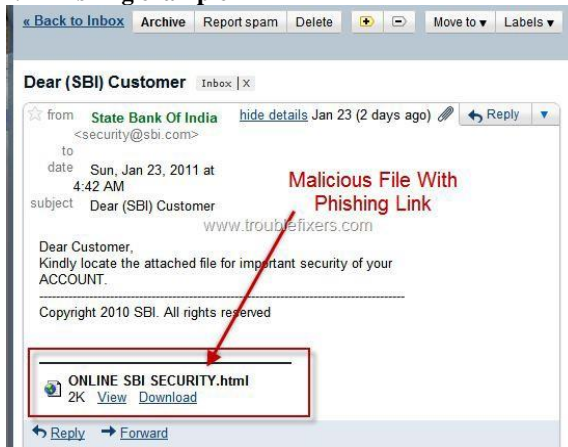 « Back to Inbox Archive Report spam Delete Move to ▾ Labels ▾
Dear (SBI) Customer Inbox | X
from State Bank Of India hide details Jan 23 (2 days ago) Reply
<security@sbi.com>
to
date Sun, Jan 23, 2011 at
4:42 AM
subject Dear (SBI) Customer
Malicious File With
Phishing Link
www.troublefixers.com
Dear Customer,
Kindly locate the attached file for important security of your
ACCOUNT.
Copyright 2010 SBI. All rights reserved
ONLINE SBI SECURITY.html
2K View Download
Reply Forward